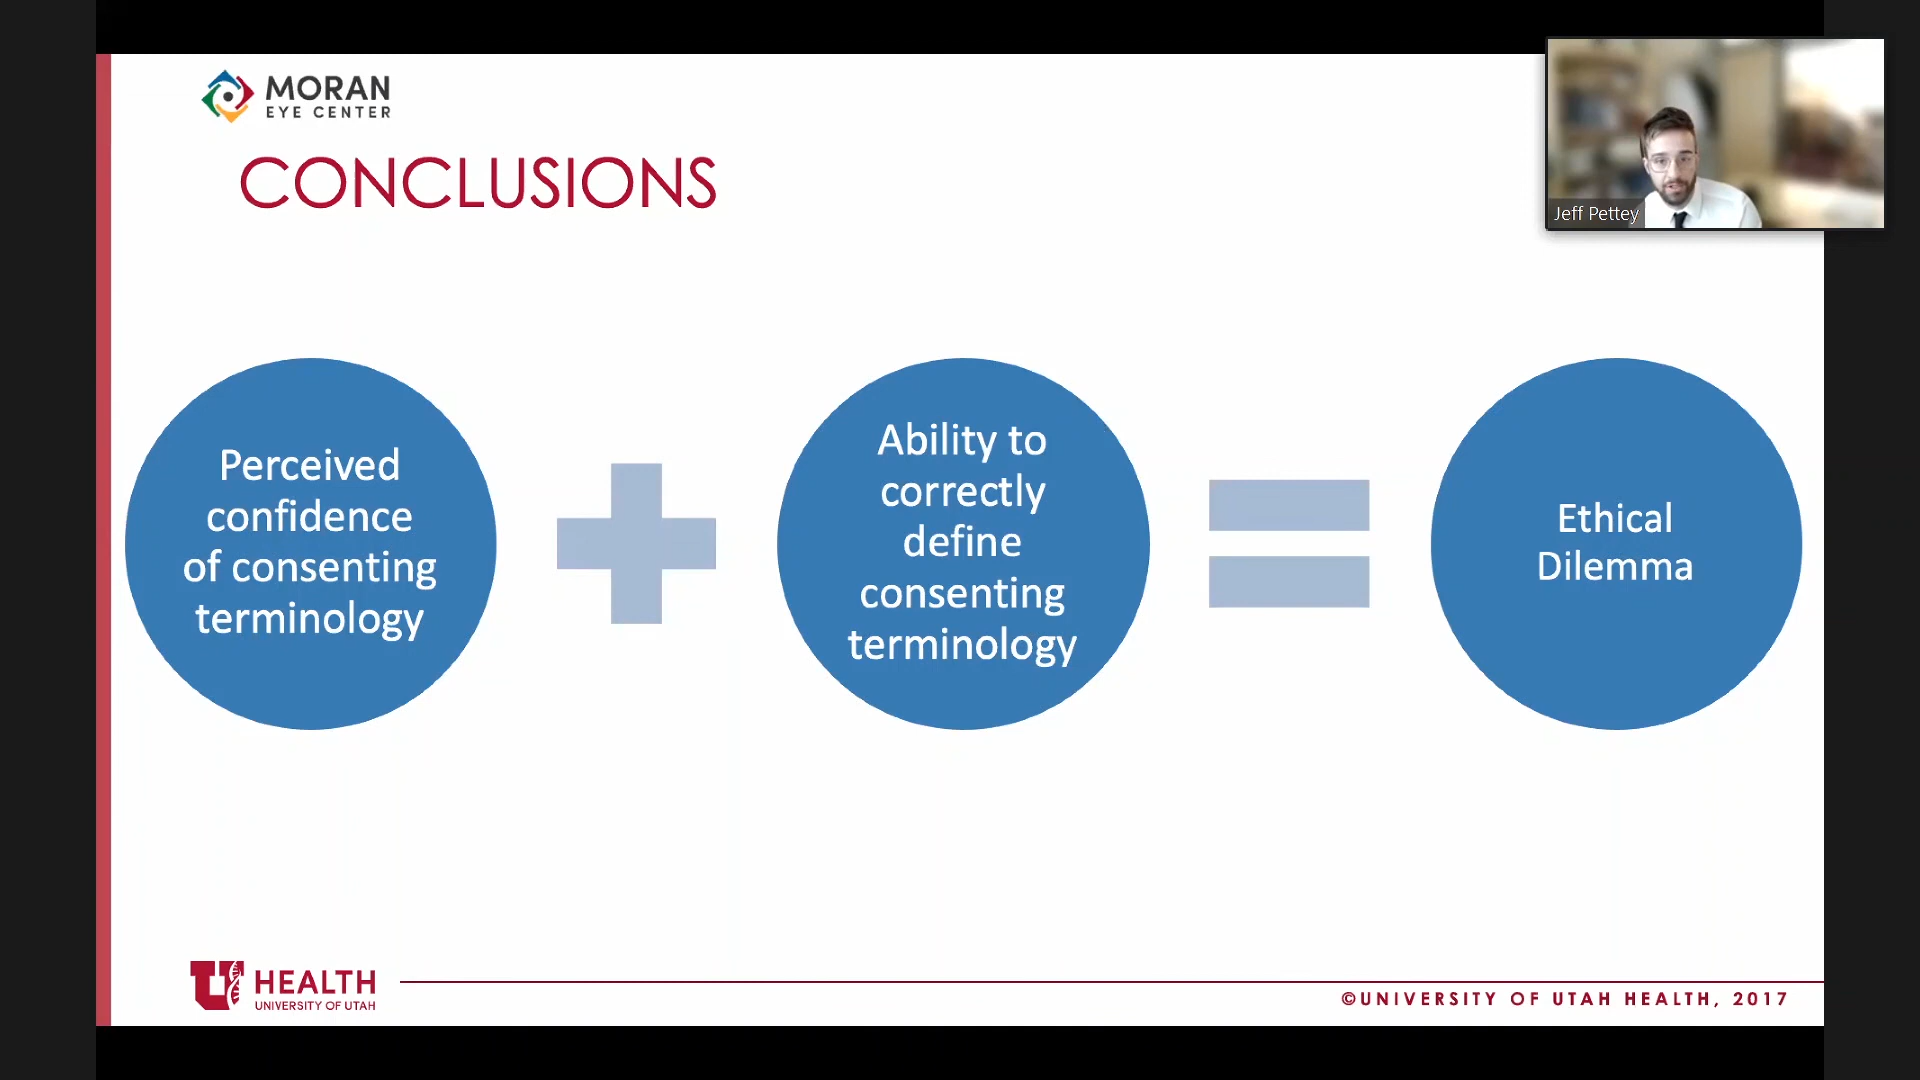 MORAN
EYE CENTER
CONCLUSIONS
Jeff Pettey
Perceived
confidence
of consenting
terminology
Ability to
correctly
define
consenting
terminology
Ethical
Dilemma
U HEALTH
UNIVERSITY OF UTAH
©UNIVERSITY OF UTAH HEALTH, 2017